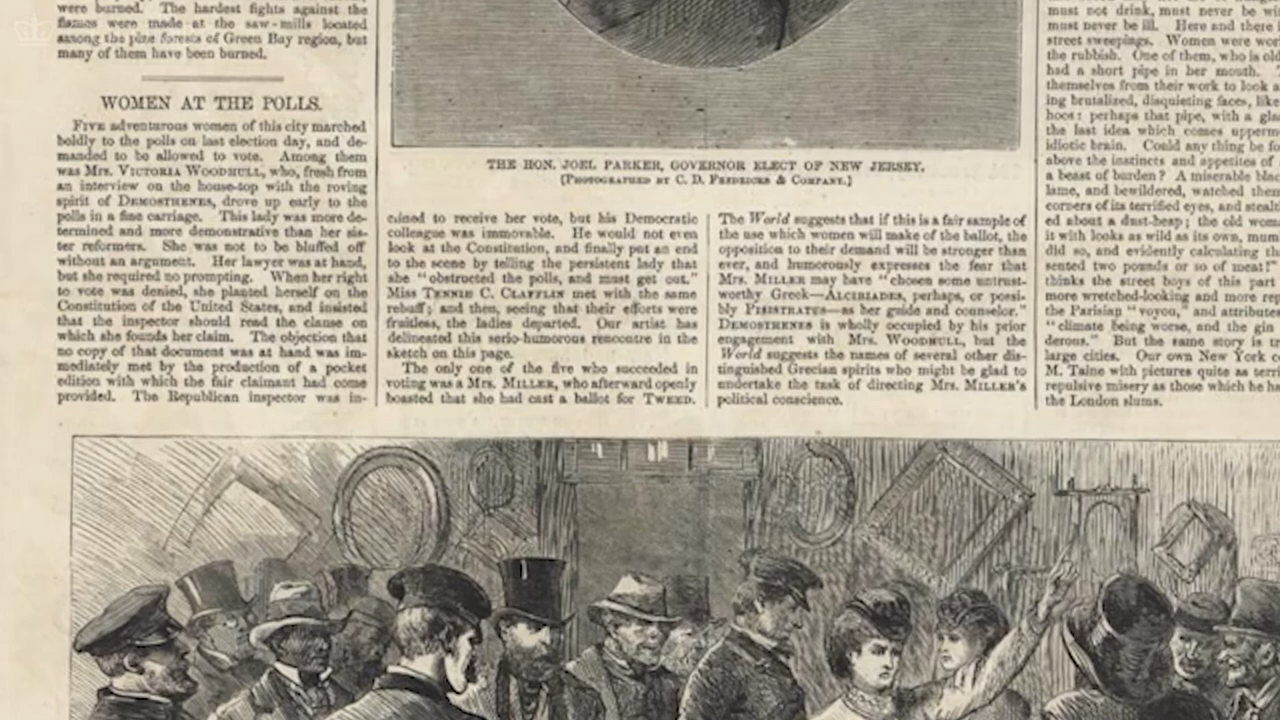 were burned. The hardest fights against the
flames were made at the saw-mills located
among the pine forests of Green Bay region, but
many of them have been burned.
WOMEN AT THE POLLS.
FIVE adventurous women of this city marched
boldly to the polls on last election day, and de-
manded to be allowed to vote. Among them
was Mrs. VICTORIA WOODHULL, who, fresh from
an interview on the house-top with the roving
spirit of DEMOSTHENES, drove up early to the
polls in a fine carriage. This lady was more de-
termined and more demonstrative than her sis-
ter reformers. She was not to be bluffed off
without an argument. Her lawyer was at hand,
but she required no prompting. When her right
to vote was denied, she planted herself on the
Constitution of the United States, and insisted
that the inspector should read the clause on
which she founds her claim. The objection that
no copy of that document was at hand was im-
mediately met by the production of a pocket
edition with which the fair claimant had come
provided. The Republican inspector was in-
THE HON. JOEL PARKER, GOVERNOR ELECT OF NEW JERSEY.
[PHOTOGRAPHED BY C. D. FREDRICKS & COMPANY.]
clined to receive her vote, but his Democratic
colleague was immovable. He would not even
look at the Constitution, and finally put an end
to the scene by telling the persistent lady that
she "obstructed the polls, and must get out."
Miss TENNIE C. CLAFFLIN met with the same
rebuff; and then, seeing that their efforts were
fruitless, the ladies departed. Our artist has
delineated this serio-humorous rencontre in the
sketch on this page.
The only one of the five who succeeded in
voting was a Mrs. MILLER, who afterward openly
boasted that she had cast a ballot for TWEED.
The World suggests that if this is a fair sample of
the use which women will make of the ballot, the
opposition to their demand will be stronger than
ever, and humorously expresses the fear that
Mrs. MILLER may have "chosen some untrust-
worthy Greek—ALCIBIADES, perhaps, or possi-
bly PISISTRATUS—as her guide and counselor."
DEMOSTHENES is wholly occupied by his prior
engagement with Mrs. WOODHULL, but the
World suggests the names of several other dis-
tinguished Grecian spirits who might be glad to
undertake the task of directing Mrs. MILLER'S
political conscience.
must not drink, must never be
must never be ill. Here and there
street sweepings. Women were
the rubbish. One of them, who is old
had a short pipe in her mouth.
themselves from their work to look
ing brutalized, disquieting faces, like
hoos: perhaps that pipe, with a
the last idea which comes
idiotic brain. Could any thing be
above the instincts and appetites of
a beast of burden? A miserable
lame, and bewildered, watched them
corners of its terrified eyes, and
ed about a dust-heap; the old
it with looks as wild as its own,
did so, and evidently calculating
sented two pounds or so of meat!"
thinks the street boys of this part
more wretched-looking and more
the Parisian "voyou," and attributes
"climate being worse, and the gin
derous." But the same story is
large cities. Our own New York
M. Taine with pictures quite as
repulsive misery as those which he
the London slums.